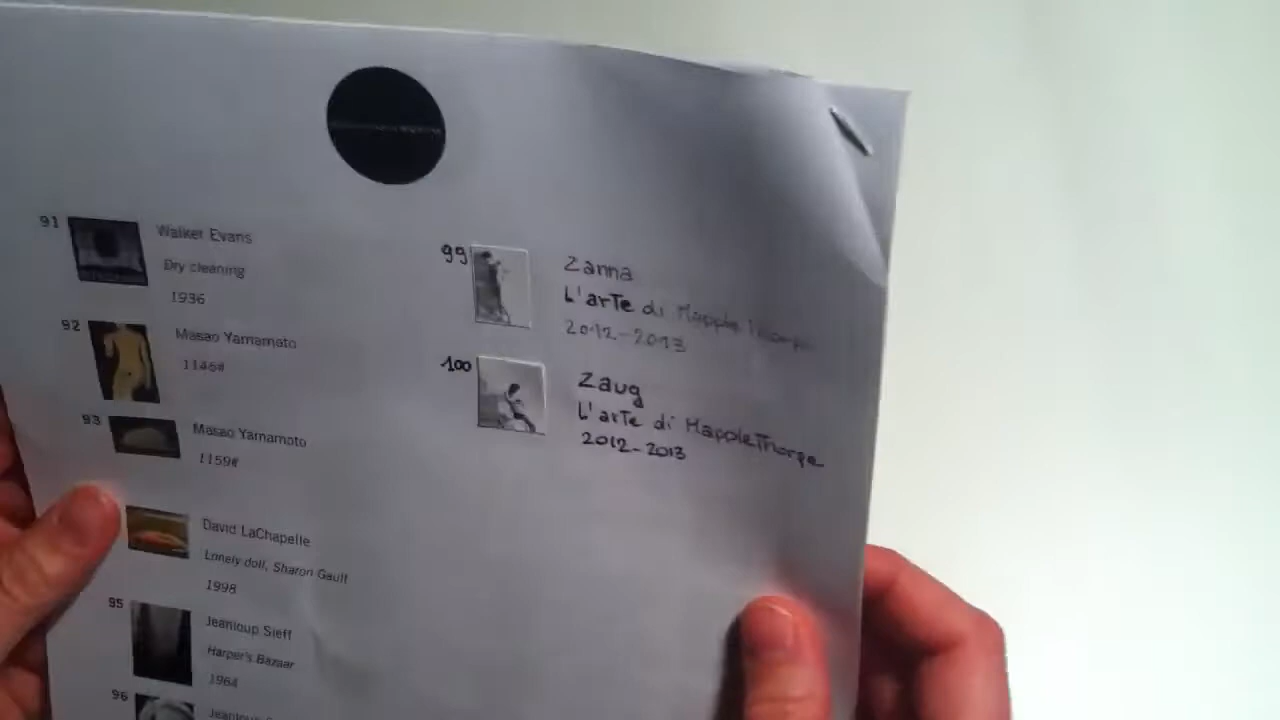 91
Walker Evans
Dry cleaning
1936
92
Masao Yamamoto
1146#
93
Masao Yamamoto
1159#
David LaChapelle
Lonely doll, Sharon Gault
1998
95
Jeanloup Sieff
Harper's Bazaar
1964
96
Jeanloup
99
Zanna
L'arte di Mapplethorpe
2012-2013
100
Zaug
L'arte di MappleThorpe
2012-2013